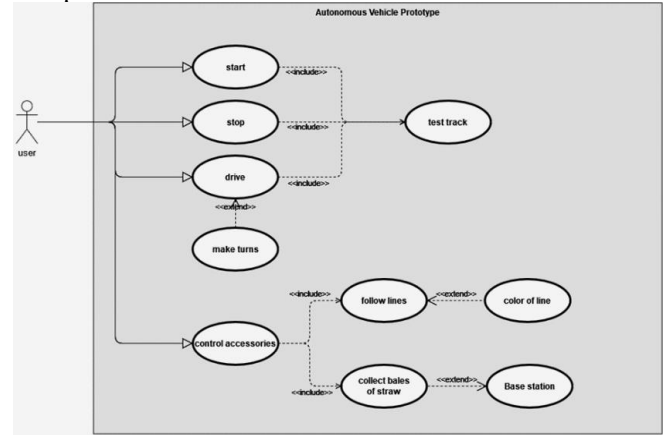 Autonomous Vehicle Prototype
start
<<include>>
stop
<<include>>
test track
user
drive
<<include>>
<<extend>>
make turns
<<include>>
<<extend>>
follow lines
color of line
control accessories
<<extend>>
collect bales
of straw
Base station
<<include>>